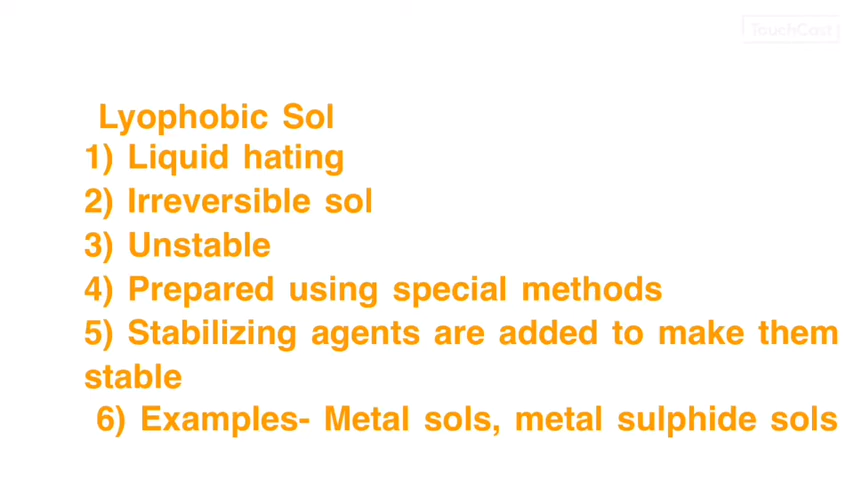 TouchCast
Lyophobic Sol
1) Liquid hating
2) Irreversible sol
3) Unstable
4) Prepared using special methods
5) Stabilizing agents are added to make them
stable
6) Examples- Metal sols, metal sulphide sols